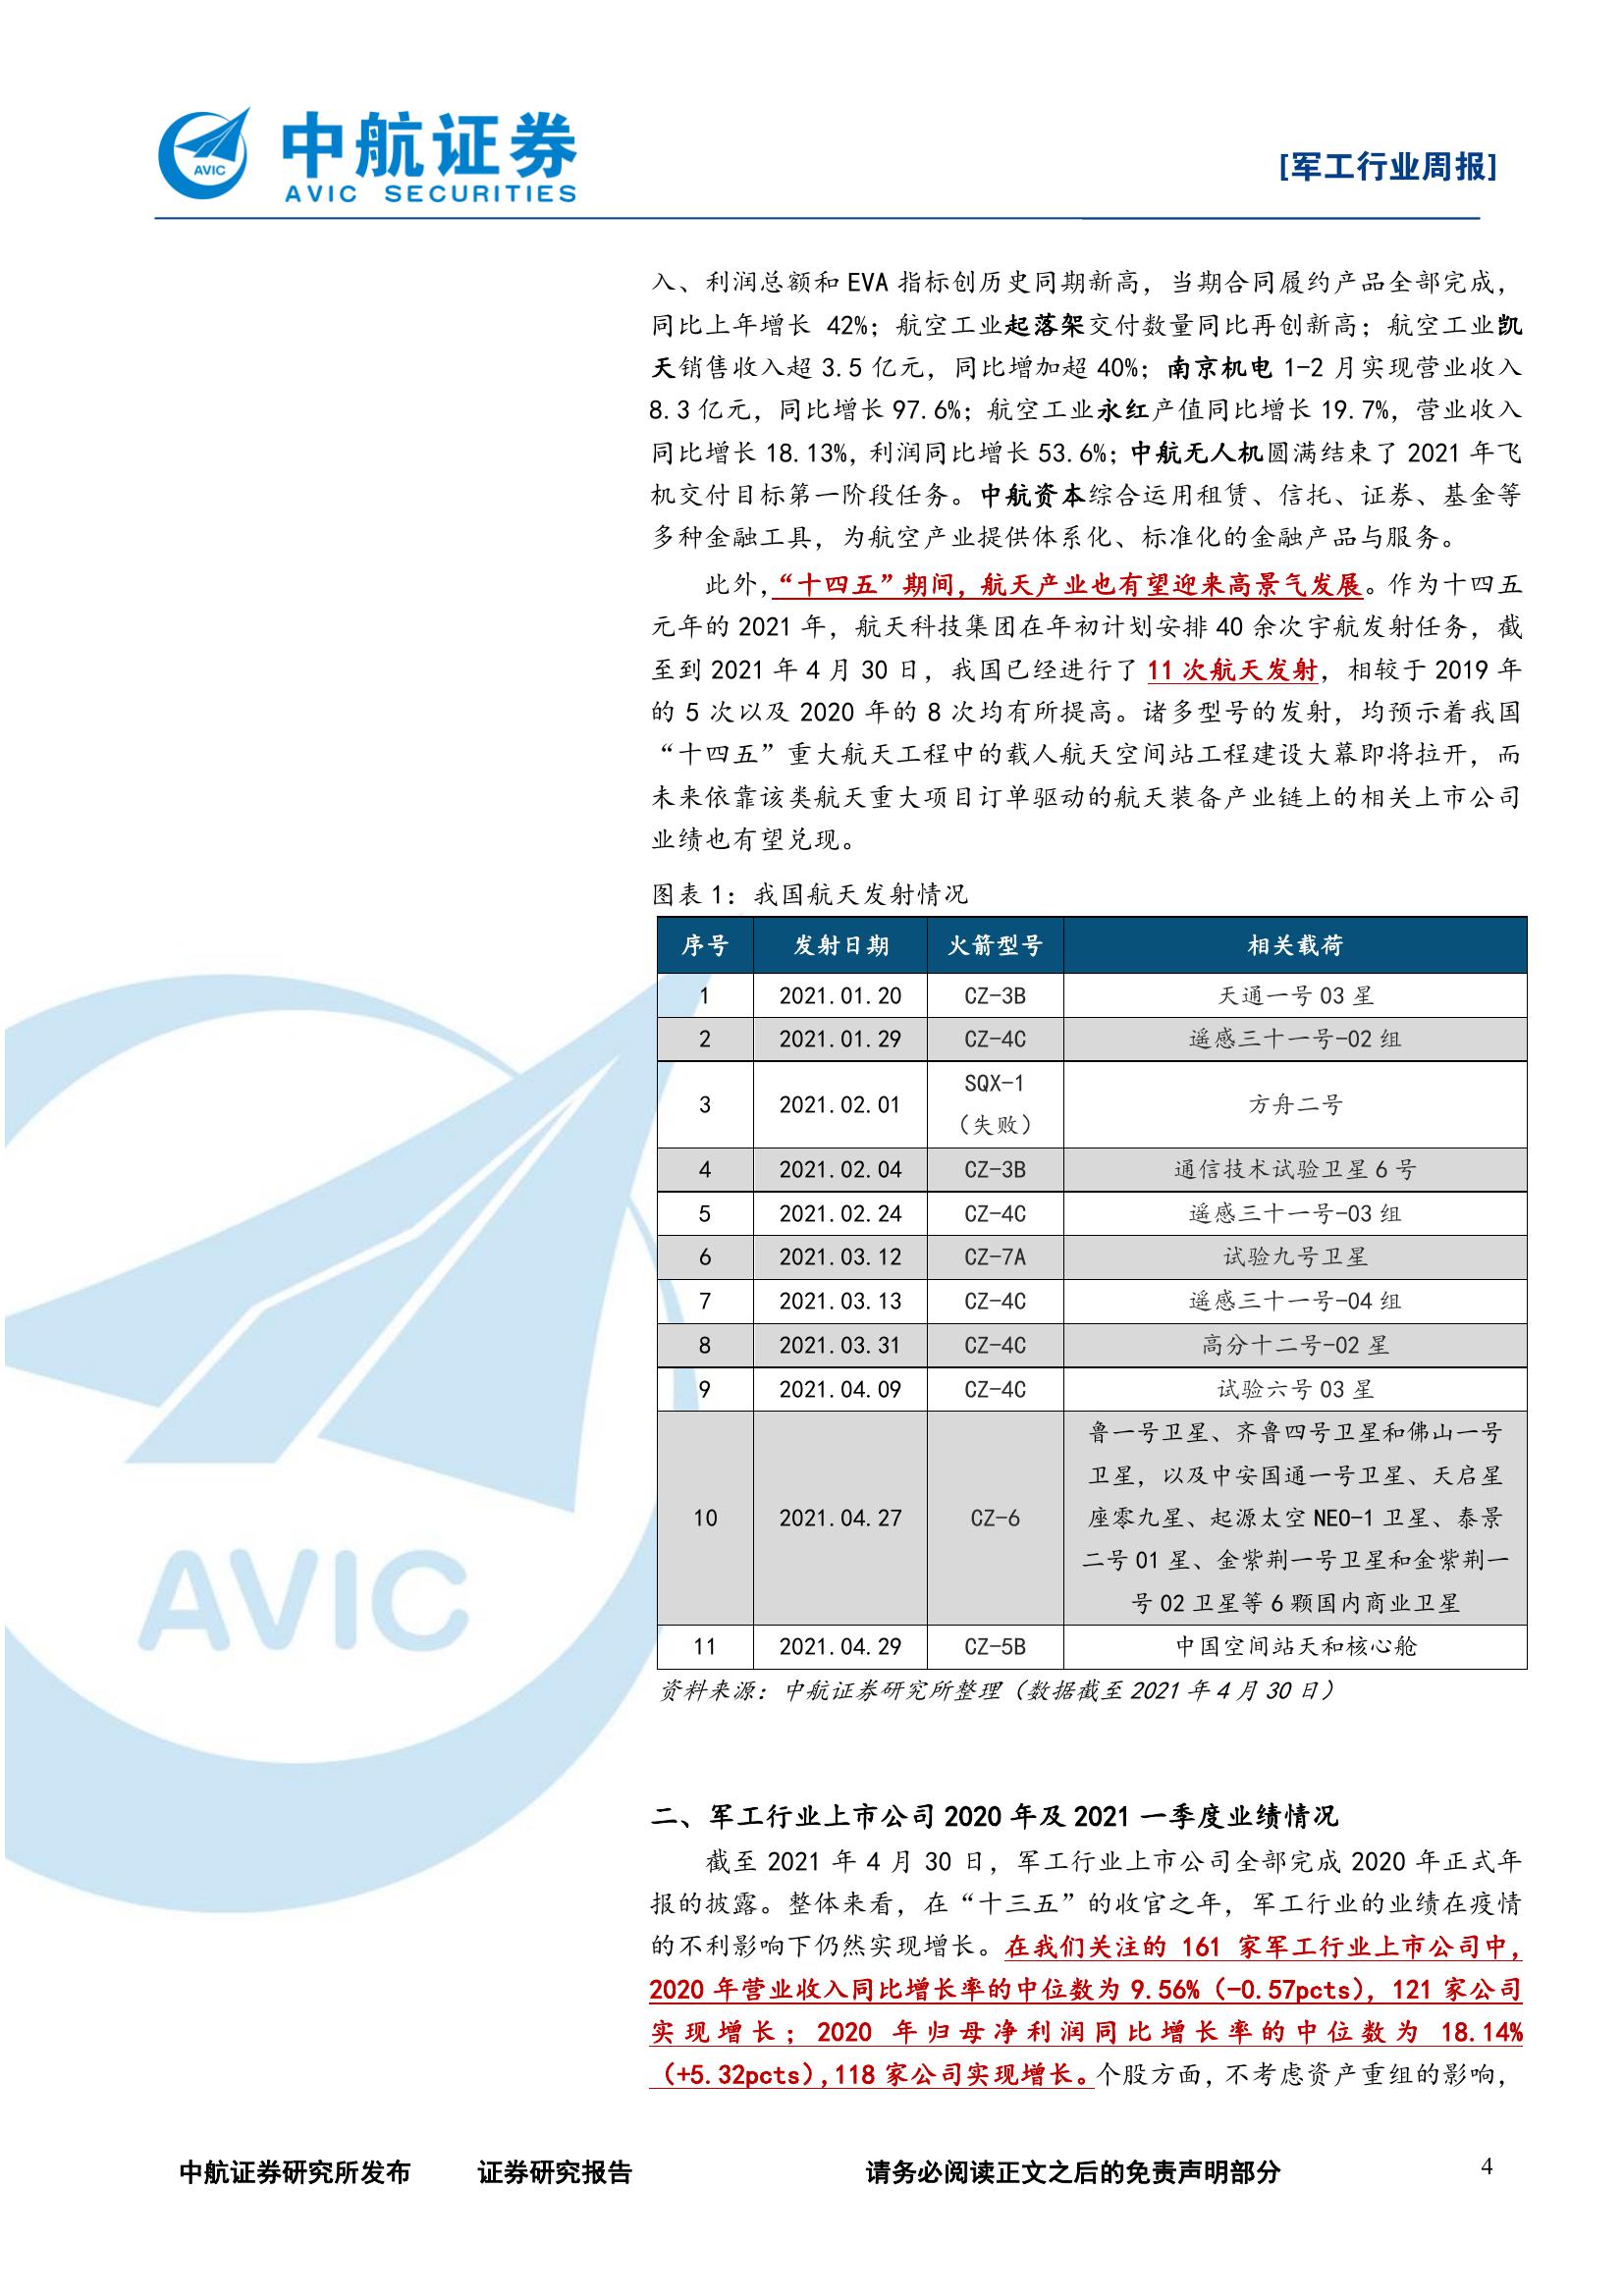 中航证券
AVIC SECURITIES
AVIC
[军工行业周报]
入、利润总额和 EVA 指标创历史同期新高，当期合同履约产品全部完成，
同比上年增长 42%；航空工业起落架交付数量同比再创新高；航空工业凯
天销售收入超 3.5 亿元，同比增加超 40%；南京机电 1-2 月实现营业收入
8.3 亿元，同比增长 97.6%；航空工业永红产值同比增长 19.7%，营业收入
同比增长 18.13%，利润同比增长 53.6%；中航无人机圆满结束了 2021 年飞
机交付目标第一阶段任务。中航资本综合运用租赁、信托、证券、基金等
多种金融工具，为航空产业提供体系化、标准化的金融产品与服务。
此外，“十四五”期间，航天产业也有望迎来高景气发展。作为十四五
元年的 2021 年，航天科技集团在年初计划安排 40 余次宇航发射任务，截
至到 2021 年 4 月 30 日，我国已经进行了 11 次航天发射，相较于 2019 年
的 5 次以及 2020 年的 8 次均有所提高。诸多型号的发射，均预示着我国
“十四五”重大航天工程中的载人航天空间站工程建设大幕即将拉开，而
未来依靠该类航天重大项目订单驱动的航天装备产业链上的相关上市公司
业绩也有望兑现。
图表 1：我国航天发射情况
序号 发射日期 火箭型号 相关载荷
1 2021.01.20 CZ-3B 天通一号 03 星
2 2021.01.29 CZ-4C 遥感三十一号-02 组
3 2021.02.01 SQX-1 方舟二号
（失败）
4 2021.02.04 CZ-3B 通信技术试验卫星 6 号
5 2021.02.24 CZ-4C 遥感三十一号-03 组
6 2021.03.12 CZ-7A 试验九号卫星
7 2021.03.13 CZ-4C 遥感三十一号-04 组
8 2021.03.31 CZ-4C 高分十二号-02 星
9 2021.04.09 CZ-4C 试验六号 03 星
10 2021.04.27 CZ-6 鲁一号卫星、齐鲁四号卫星和佛山一号
卫星，以及中安国通一号卫星、天启星
座零九星、起源太空 NEO-1 卫星、泰景
二号 01 星、金紫荆一号卫星和金紫荆一
号 02 卫星等 6 颗国内商业卫星
11 2021.04.29 CZ-5B 中国空间站天和核心舱
资料来源：中航证券研究所整理（数据截至 2021 年 4 月 30 日）
AVIC
二、军工行业上市公司 2020 年及 2021 一季度业绩情况
截至 2021 年 4 月 30 日，军工行业上市公司全部完成 2020 年正式年
报的披露。整体来看，在“十三五”的收官之年，军工行业的业绩在疫情
的不利影响下仍然实现增长。在我们关注的 161 家军工行业上市公司中，
2020 年营业收入同比增长率的中位数为 9.56%（-0.57pcts），121 家公司
实现增长；2020 年归母净利润同比增长率的中位数为 18.14%
（+5.32pcts），118 家公司实现增长。个股方面，不考虑资产重组的影响，
中航证券研究所发布 证券研究报告 请务必阅读正文之后的免责声明部分 4